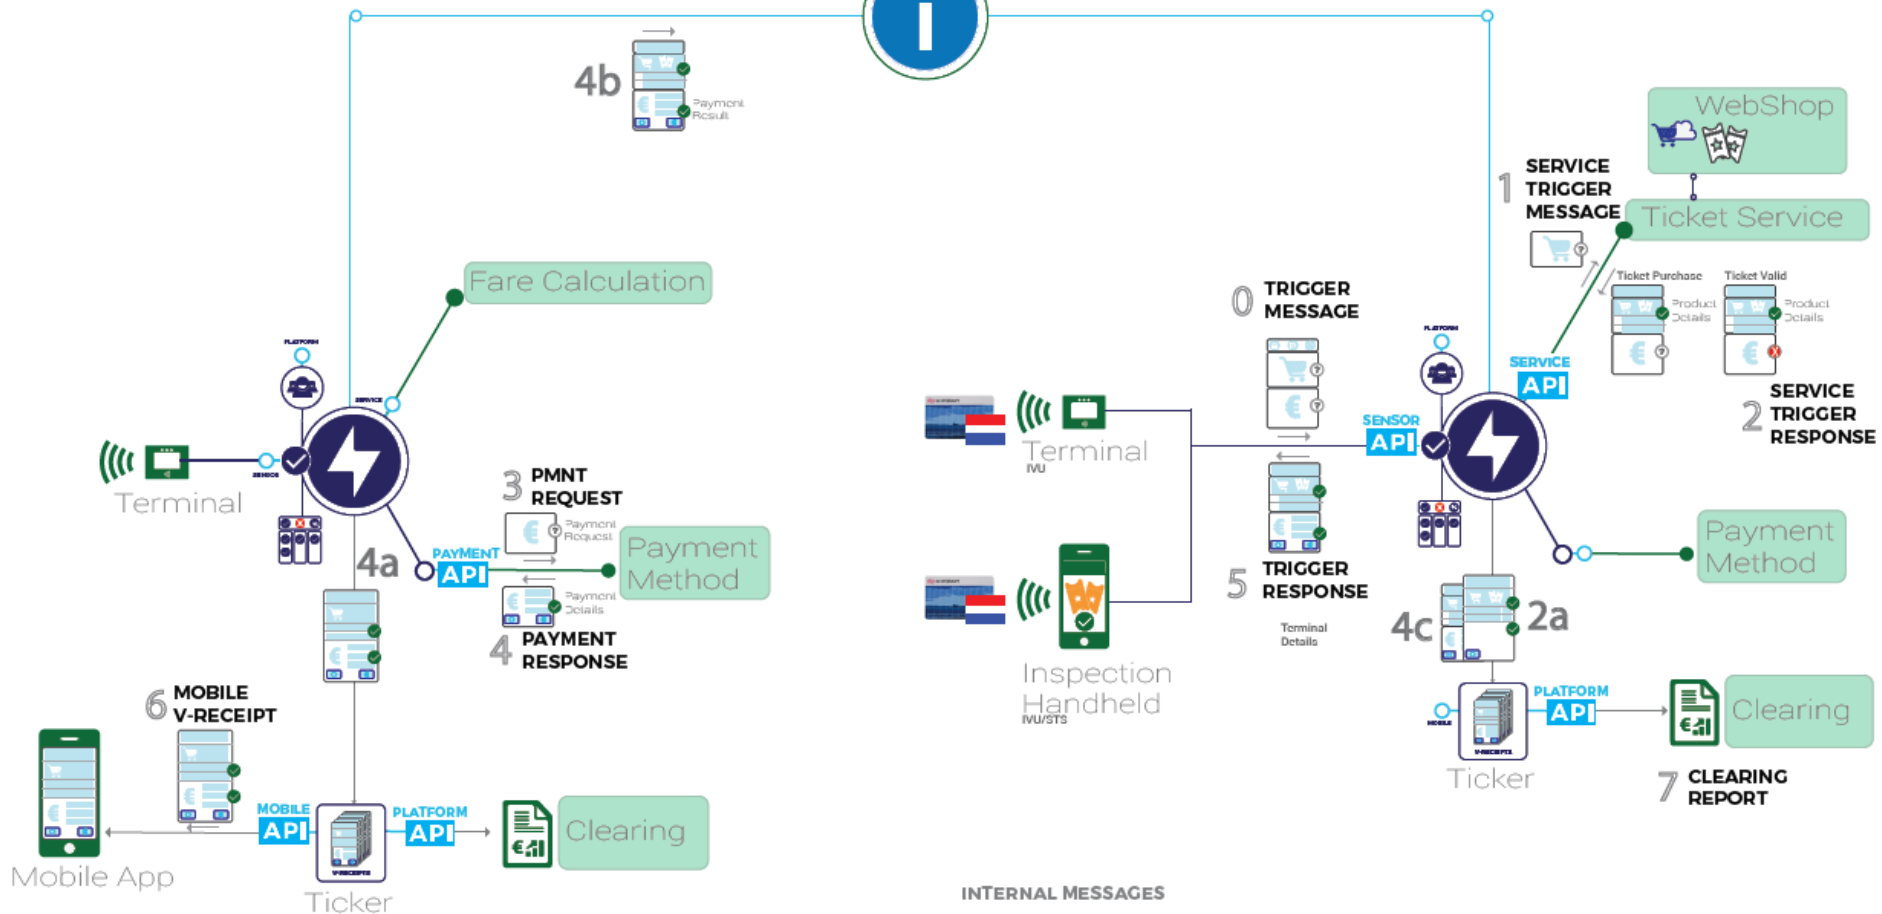 4b
Payment
Result
WebShop
1
SERVICE
TRIGGER
MESSAGE
Ticket Service
Ticket Purchase
Ticket Valid
Product
Details
Product
Details
Fare Calculation
0
TRIGGER
MESSAGE
PLATFORM
PLATFORM
SERVICE
API
SERVICE
TRIGGER
RESPONSE
2
SERVICE
SENSOR
API
Terminal
IVU
SERVICE
Terminal
3
PMNT
REQUEST
Payment
Request
Payment
Method
PAYMENT
API
4a
Payment
Details
4
PAYMENT
RESPONSE
5
TRIGGER
RESPONSE
Terminal
Details
Payment
Method
4c
2a
Inspection
Handheld
IVU/STS
6
MOBILE
V-RECEIPT
MOBILE
PLATFORM
API
Clearing
V-RECEIPTS
Ticker
7
CLEARING
REPORT
MOBILE
API
PLATFORM
API
Clearing
V-RECEIPTS
Mobile App
Ticker
INTERNAL MESSAGES